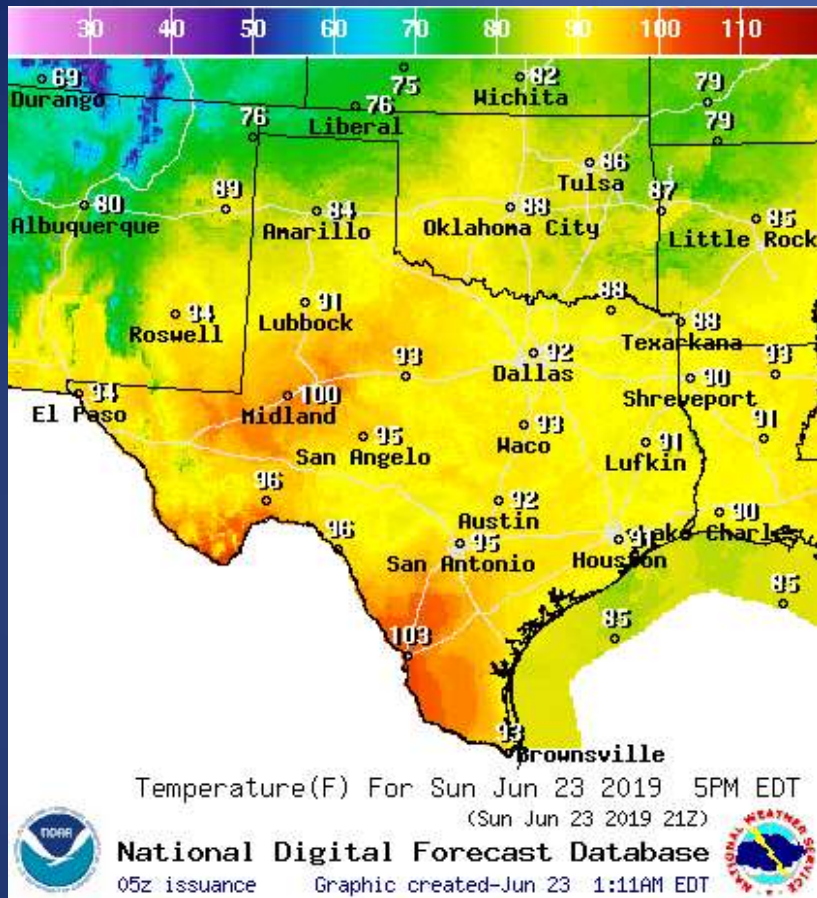 30 40 50 60 70 80 90 100 110
69
Durango
75
82
Wichita
79
76
Liberal
76
79
86
Tulsa
80
Albuquerque
89
84
Amarillo
88
Oklahoma City
87
85
Little Rock
94
Roswell
91
Lubbock
88
88
Texarkana
92
Dallas
93
93
94
El Paso
100
Midland
90
Shreveport
95
San Angelo
93
Waco
91
Lufkin
91
96
92
Austin
90
Lake Charles
96
95
San Antonio
91
Houston
85
85
103
93
Brownsville
Temperature(F) For Sun Jun 23 2019 5PM EDT
(Sun Jun 23 2019 21Z)
NOAA
National Digital Forecast Database
05z issuance Graphic created-Jun 23 1:11AM EDT
NATIONAL WEATHER SERVICE